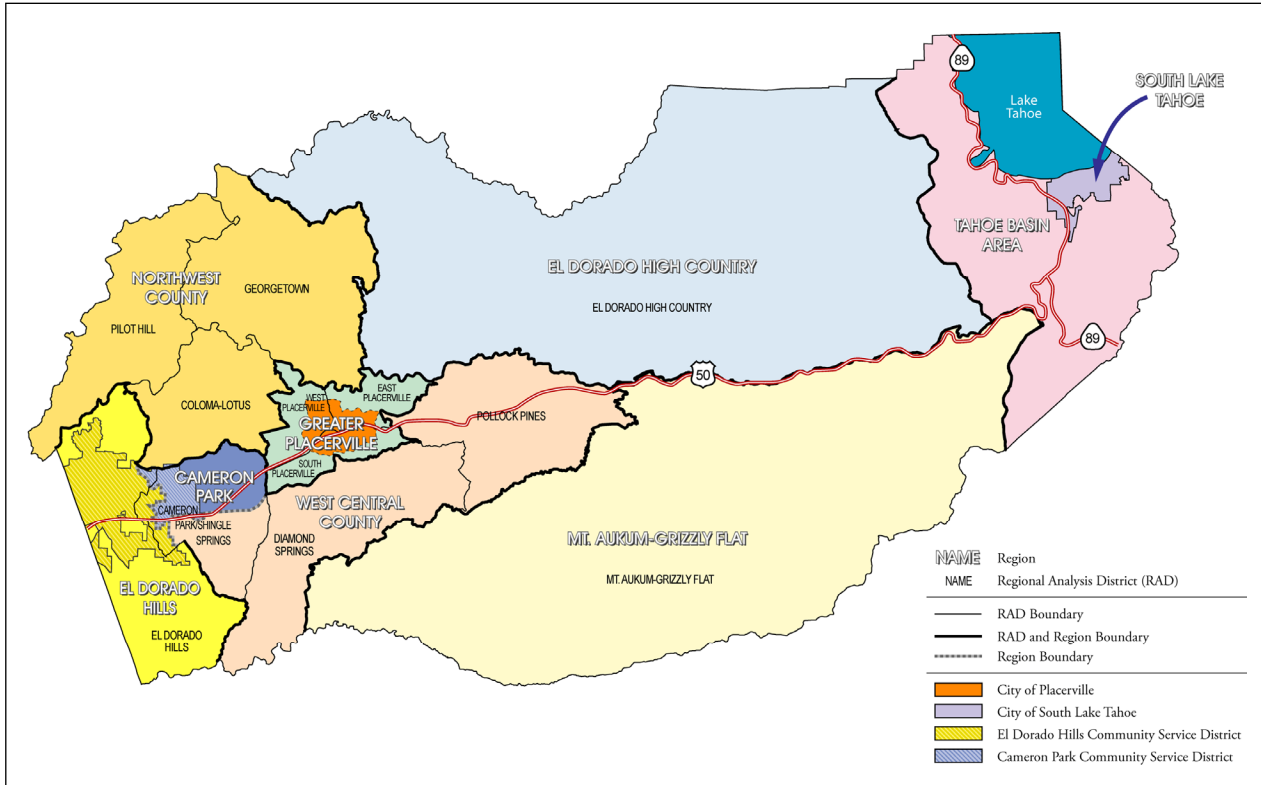 89
Lake
Tahoe
SOUTH LAKE
TAHOE
TAHOE BASIN
AREA
EL DORADO HIGH COUNTRY
EL DORADO HIGH COUNTRY
NORTHWEST
COUNTY
GEORGETOWN
PILOT HILL
COLOMA-LOTUS
89
50
EAST
PLACERVILLE
WEST
PLACERVILLE
GREATER
PLACERVILLE
SOUTH
PLACERVILLE
POLLOCK PINES
CAMERON
PARK
CAMERON
PARK/SHINGLE
SPRINGS
WEST CENTRAL
COUNTY
DIAMOND
SPRINGS
MT. AUKUM-GRIZZLY FLAT
MT. AUKUM-GRIZZLY FLAT
EL DORADO
HILLS
EL DORADO
HILLS
NAME Region
NAME Regional Analysis District (RAD)
RAD Boundary
RAD and Region Boundary
Region Boundary
City of Placerville
City of South Lake Tahoe
El Dorado Hills Community Service District
Cameron Park Community Service District